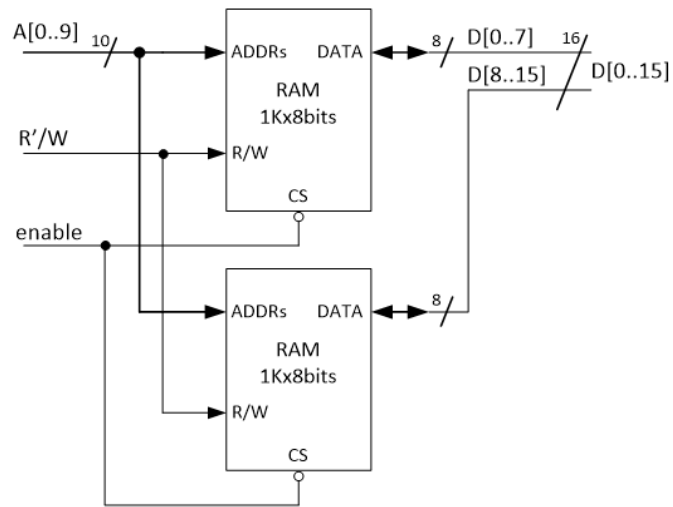 A[0..9]
10
ADDRs
DATA
8
D[0..7]
16
D[8..15]
D[0..15]
RAM
1Kx8bits
R'/W
R/W
CS
enable
ADDRs
DATA
8
RAM
1Kx8bits
R/W
CS